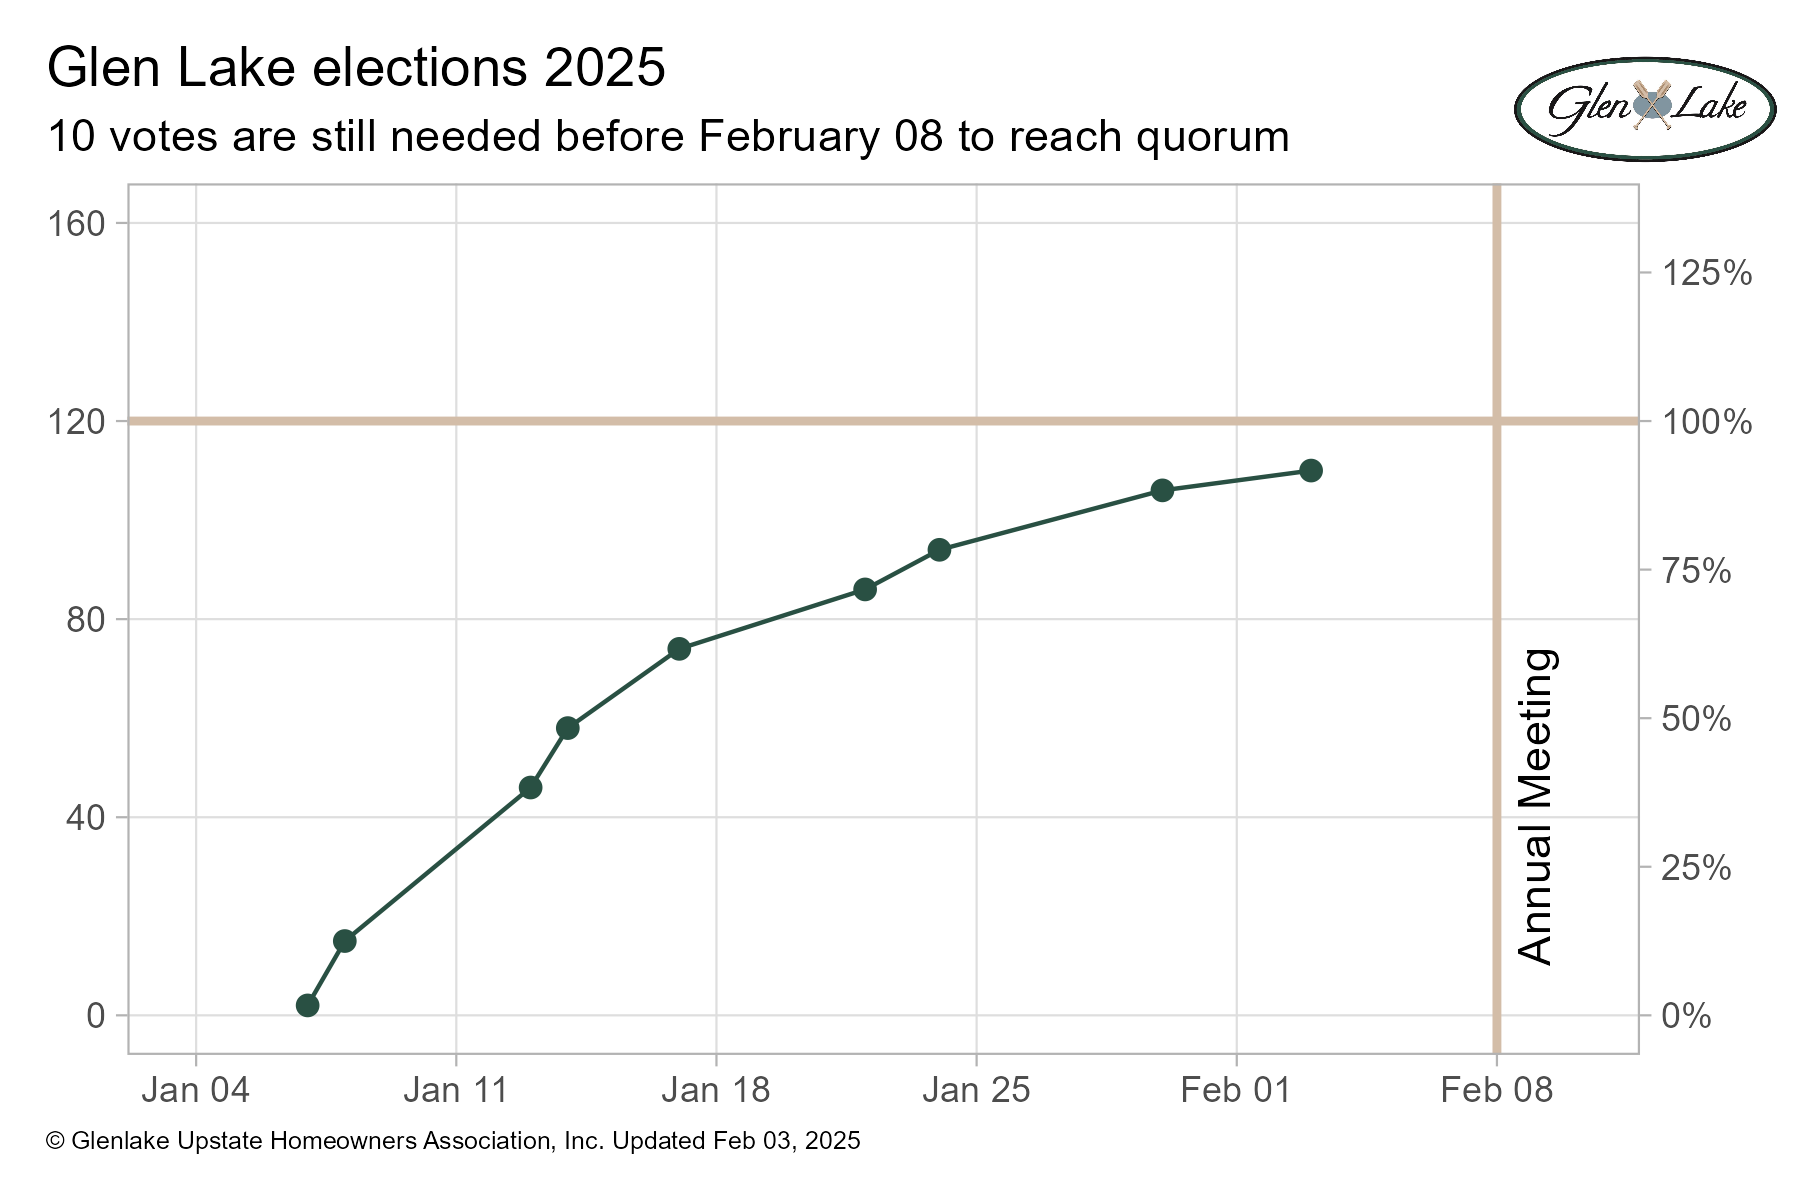 Glen Lake elections 2025
10 votes are still needed before February 08 to reach quorum
Glen Lake
160
120
80
40
0
125%
100%
75%
50%
25%
0%
Annual Meeting
Jan 04
Jan 11
Jan 18
Jan 25
Feb 01
Feb 08
© Glenlake Upstate Homeowners Association, Inc. Updated Feb 03, 2025